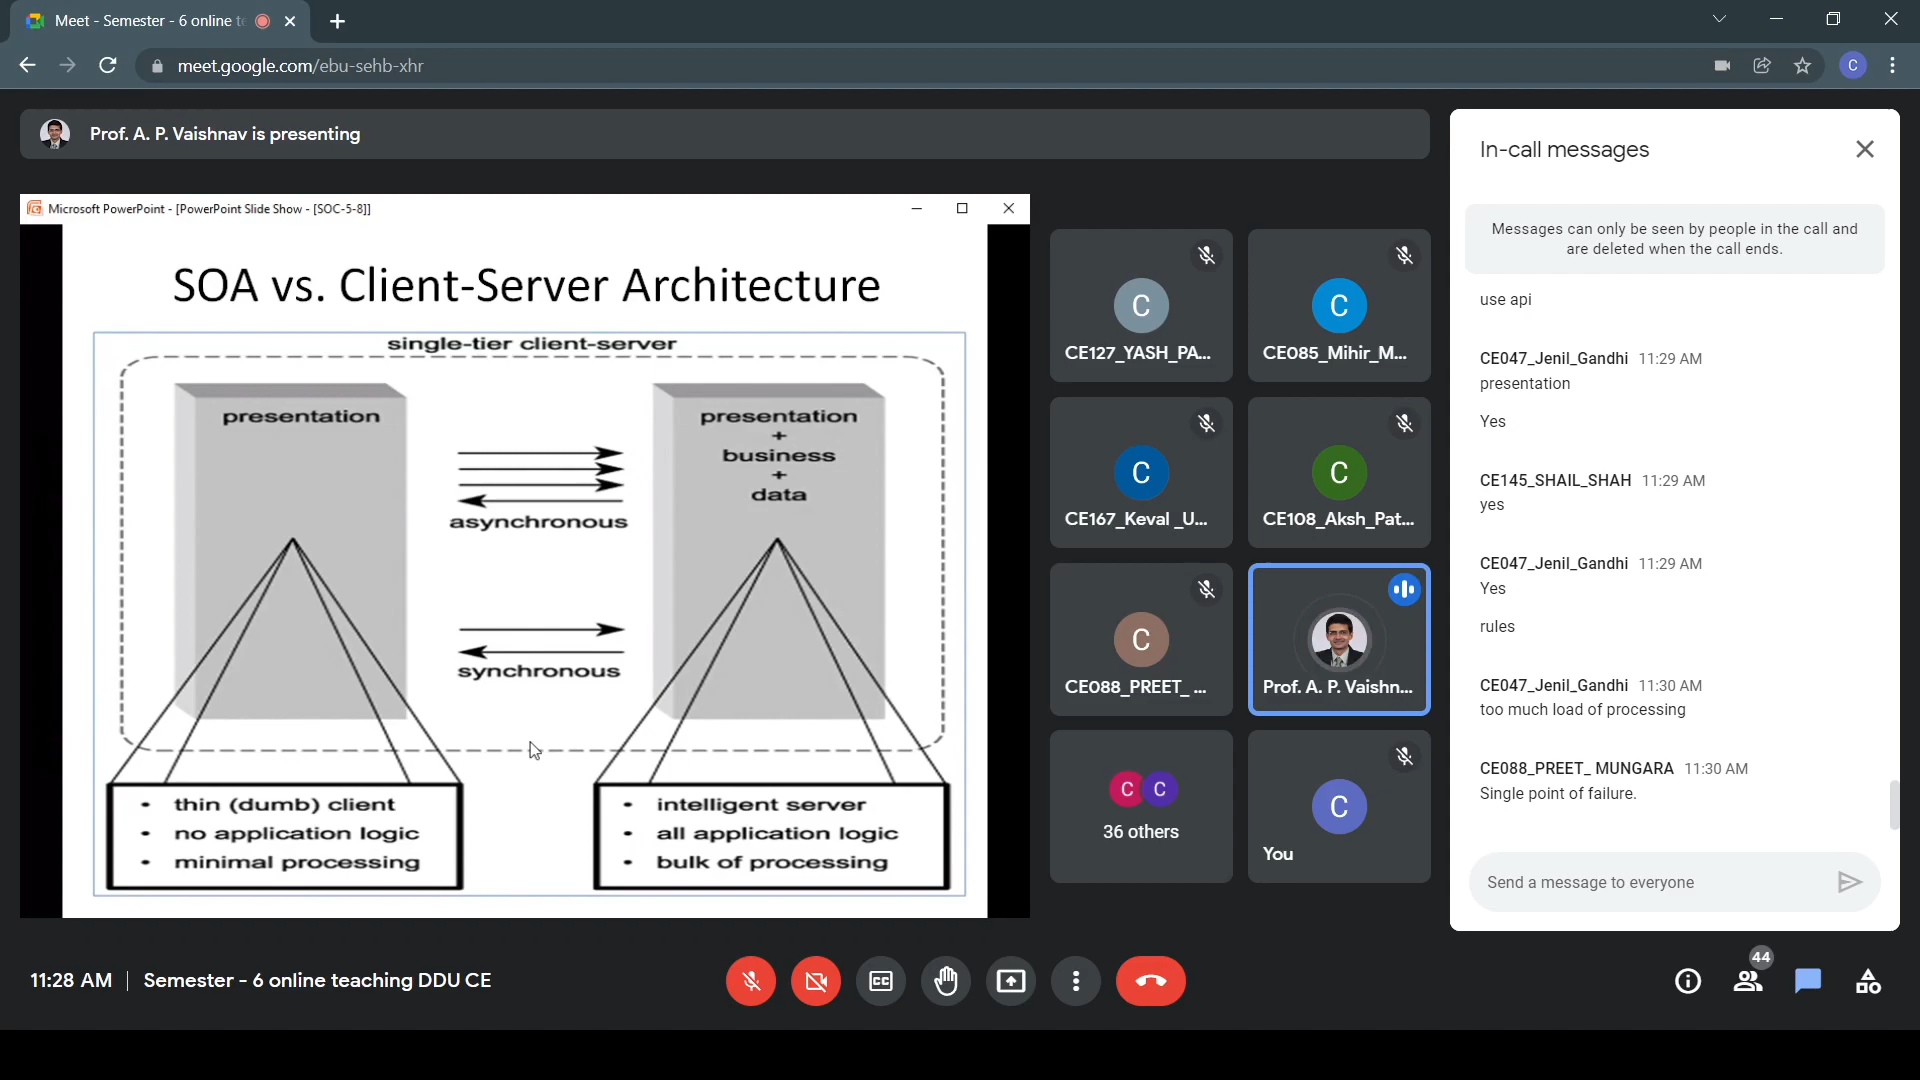 Meet - Semester - 6 online te
meet.google.com/ebu-sehb-xhr
C
Prof. A. P. Vaishnav is presenting
Microsoft PowerPoint - [PowerPoint Slide Show - [SOC-5-8]]
SOA vs. Client-Server Architecture
single-tier client-server
presentation
presentation
+
business
+
data
asynchronous
synchronous
• thin (dumb) client
• no application logic
• minimal processing
• intelligent server
• all application logic
• bulk of processing
C
CE127_YASH_PA...
C
CE085_Mihir_M...
C
CE167_Keval _U...
C
CE108_Aksh_Pat...
C
CE088_PREET_ ...
Prof. A. P. Vaishn...
C C
36 others
C
You
In-call messages
Messages can only be seen by people in the call and
are deleted when the call ends.
use api
CE047_Jenil_Gandhi 11:29 AM
presentation
Yes
CE145_SHAIL_SHAH 11:29 AM
yes
CE047_Jenil_Gandhi 11:29 AM
Yes
rules
CE047_Jenil_Gandhi 11:30 AM
too much load of processing
CE088_PREET_ MUNGARA 11:30 AM
Single point of failure.
Send a message to everyone
11:28 AM | Semester - 6 online teaching DDU CE
CC
44